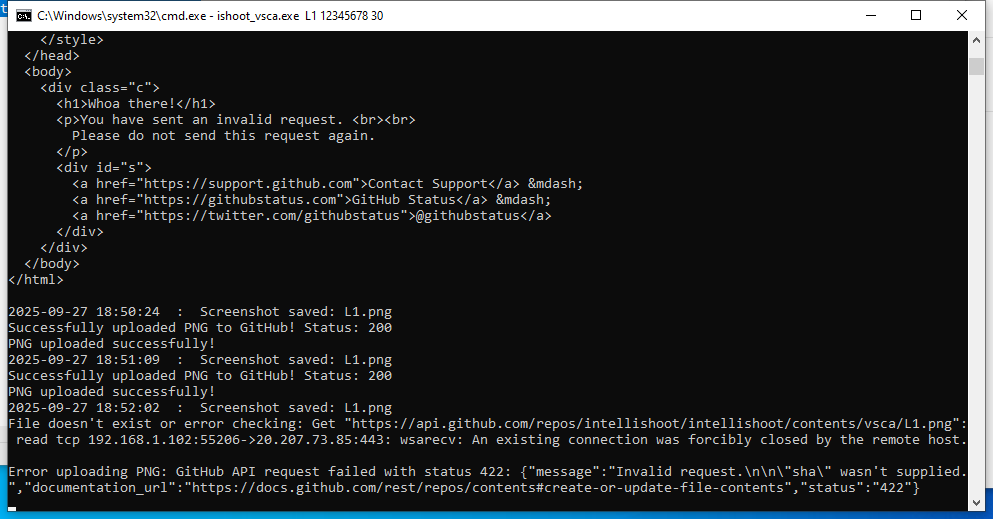 C:\Windows\system32\cmd.exe - ishoot_vsca.exe L1 12345678 30
</style>
</head>
<body>
<div class="c">
<h1>Whoa there!</h1>
<p>You have sent an invalid request. <br><br>
Please do not send this request again.
</p>
<div id="s">
<a href="https://support.github.com">Contact Support</a> &mdash;
<a href="https://githubstatus.com">GitHub Status</a> &mdash;
<a href="https://twitter.com/githubstatus">@githubstatus</a>
</div>
</div>
</body>
</html>
2025-09-27 18:50:24  :  Screenshot saved: L1.png
Successfully uploaded PNG to GitHub! Status: 200
PNG uploaded successfully!
2025-09-27 18:51:09  :  Screenshot saved: L1.png
Successfully uploaded PNG to GitHub! Status: 200
PNG uploaded successfully!
2025-09-27 18:52:02  :  Screenshot saved: L1.png
File doesn't exist or error checking: Get "https://api.github.com/repos/intellishoot/intellishoot/contents/vsca/L1.png":
read tcp 192.168.1.102:55206->20.207.73.85:443: wsarecv: An existing connection was forcibly closed by the remote host.
Error uploading PNG: GitHub API request failed with status 422: {"message":"Invalid request.\n\n\"sha\" wasn't supplied.
","documentation_url":"https://docs.github.com/rest/repos/contents#create-or-update-file-contents","status":"422"}